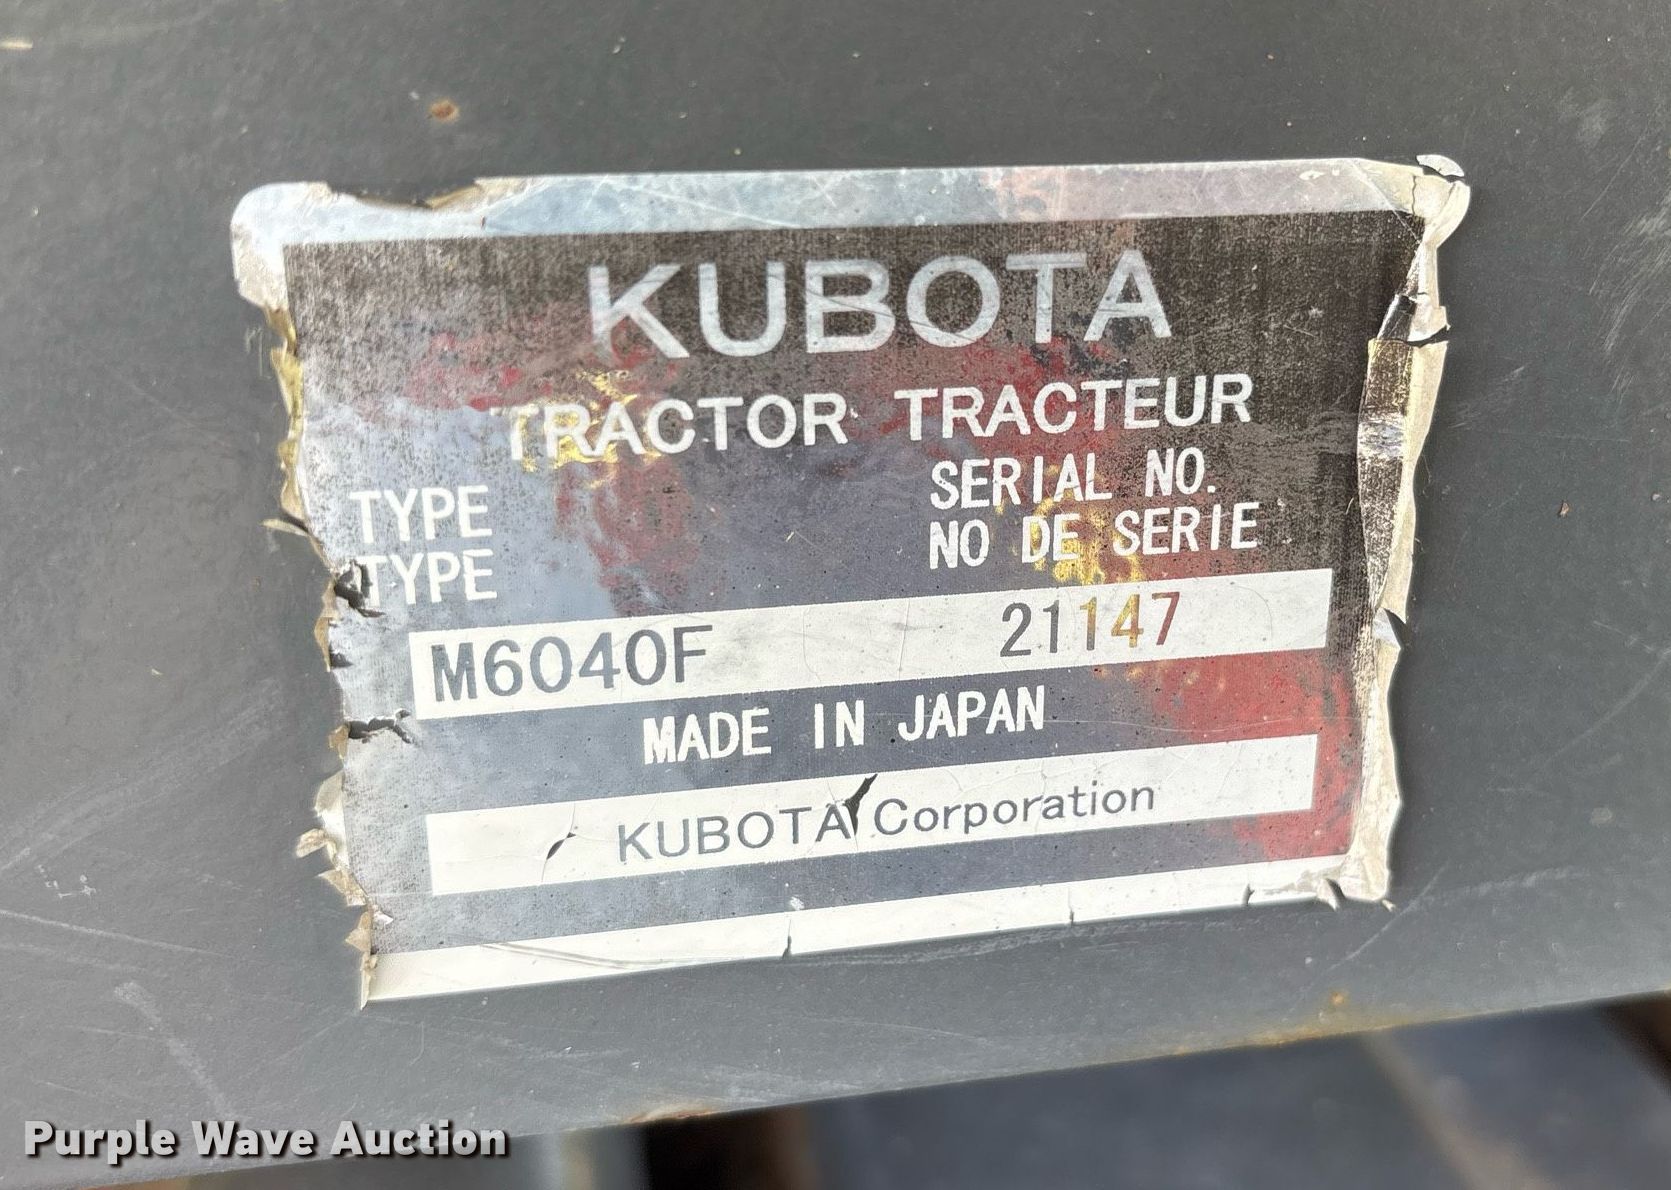 KUBOTA
TRACTOR TRACTEUR
TYPE SERIAL NO.
TYPE NO DE SERIE
M6040F 21147
MADE IN JAPAN
KUBOTA Corporation
Purple Wave Auction